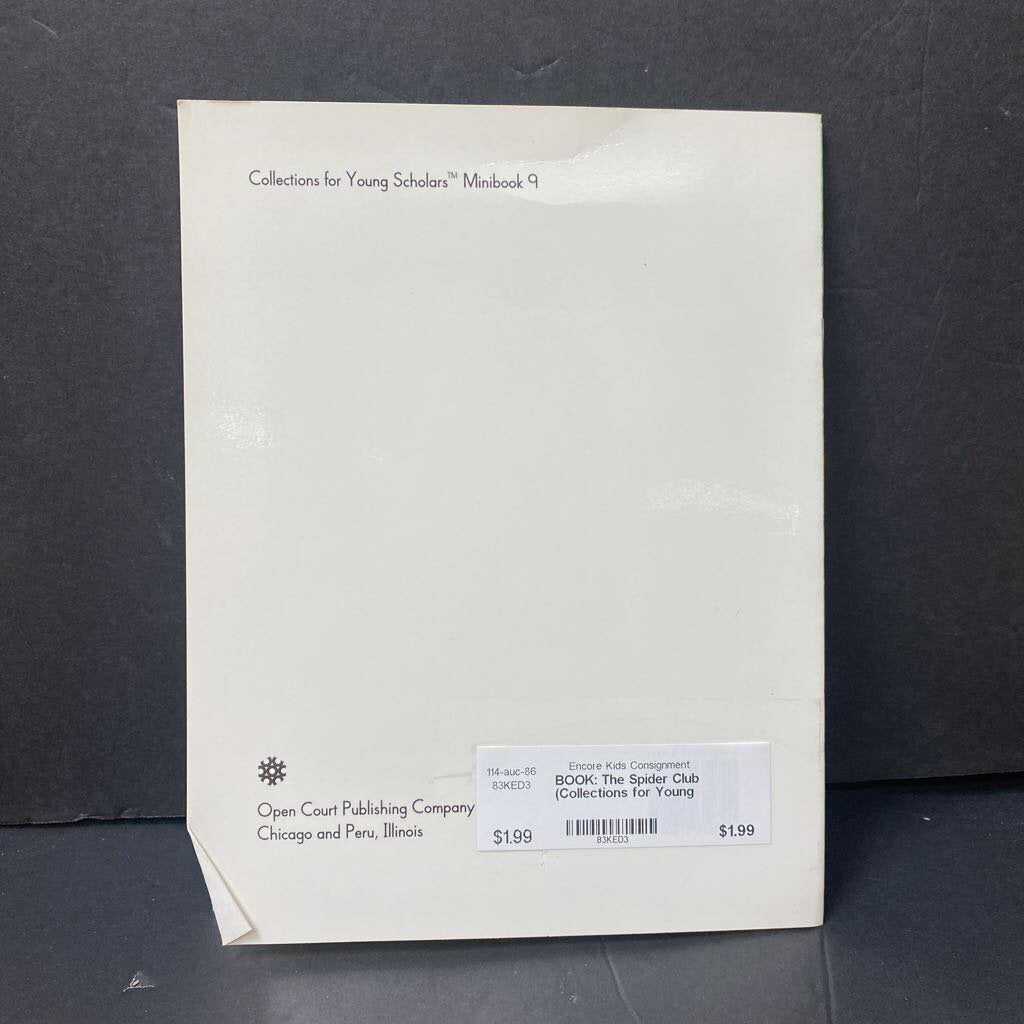 Collections for Young Scholars™ Minibook 9
Open Court Publishing Company
Chicago and Peru, Illinois
114-auc-86
83KED3
$1.99
Encore Kids Consignment
BOOK: The Spider Club
(Collections for Young
83KED3
$1.99